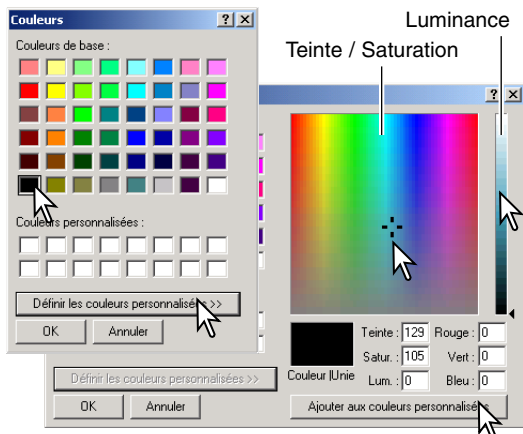 Couleurs
Couleurs de base :
Couleurs personnalisées :
Définir les couleurs personnalisées >>
OK Annuler
Luminance
Teinte / Saturation
Teinte : 129 Rouge : 0
Satur. : 105 Vert : 0
Couleur |Unie Lum. : 0 Bleu : 0
Définir les couleurs personnalisées >>
OK Annuler
Ajouter aux couleurs personnalisées